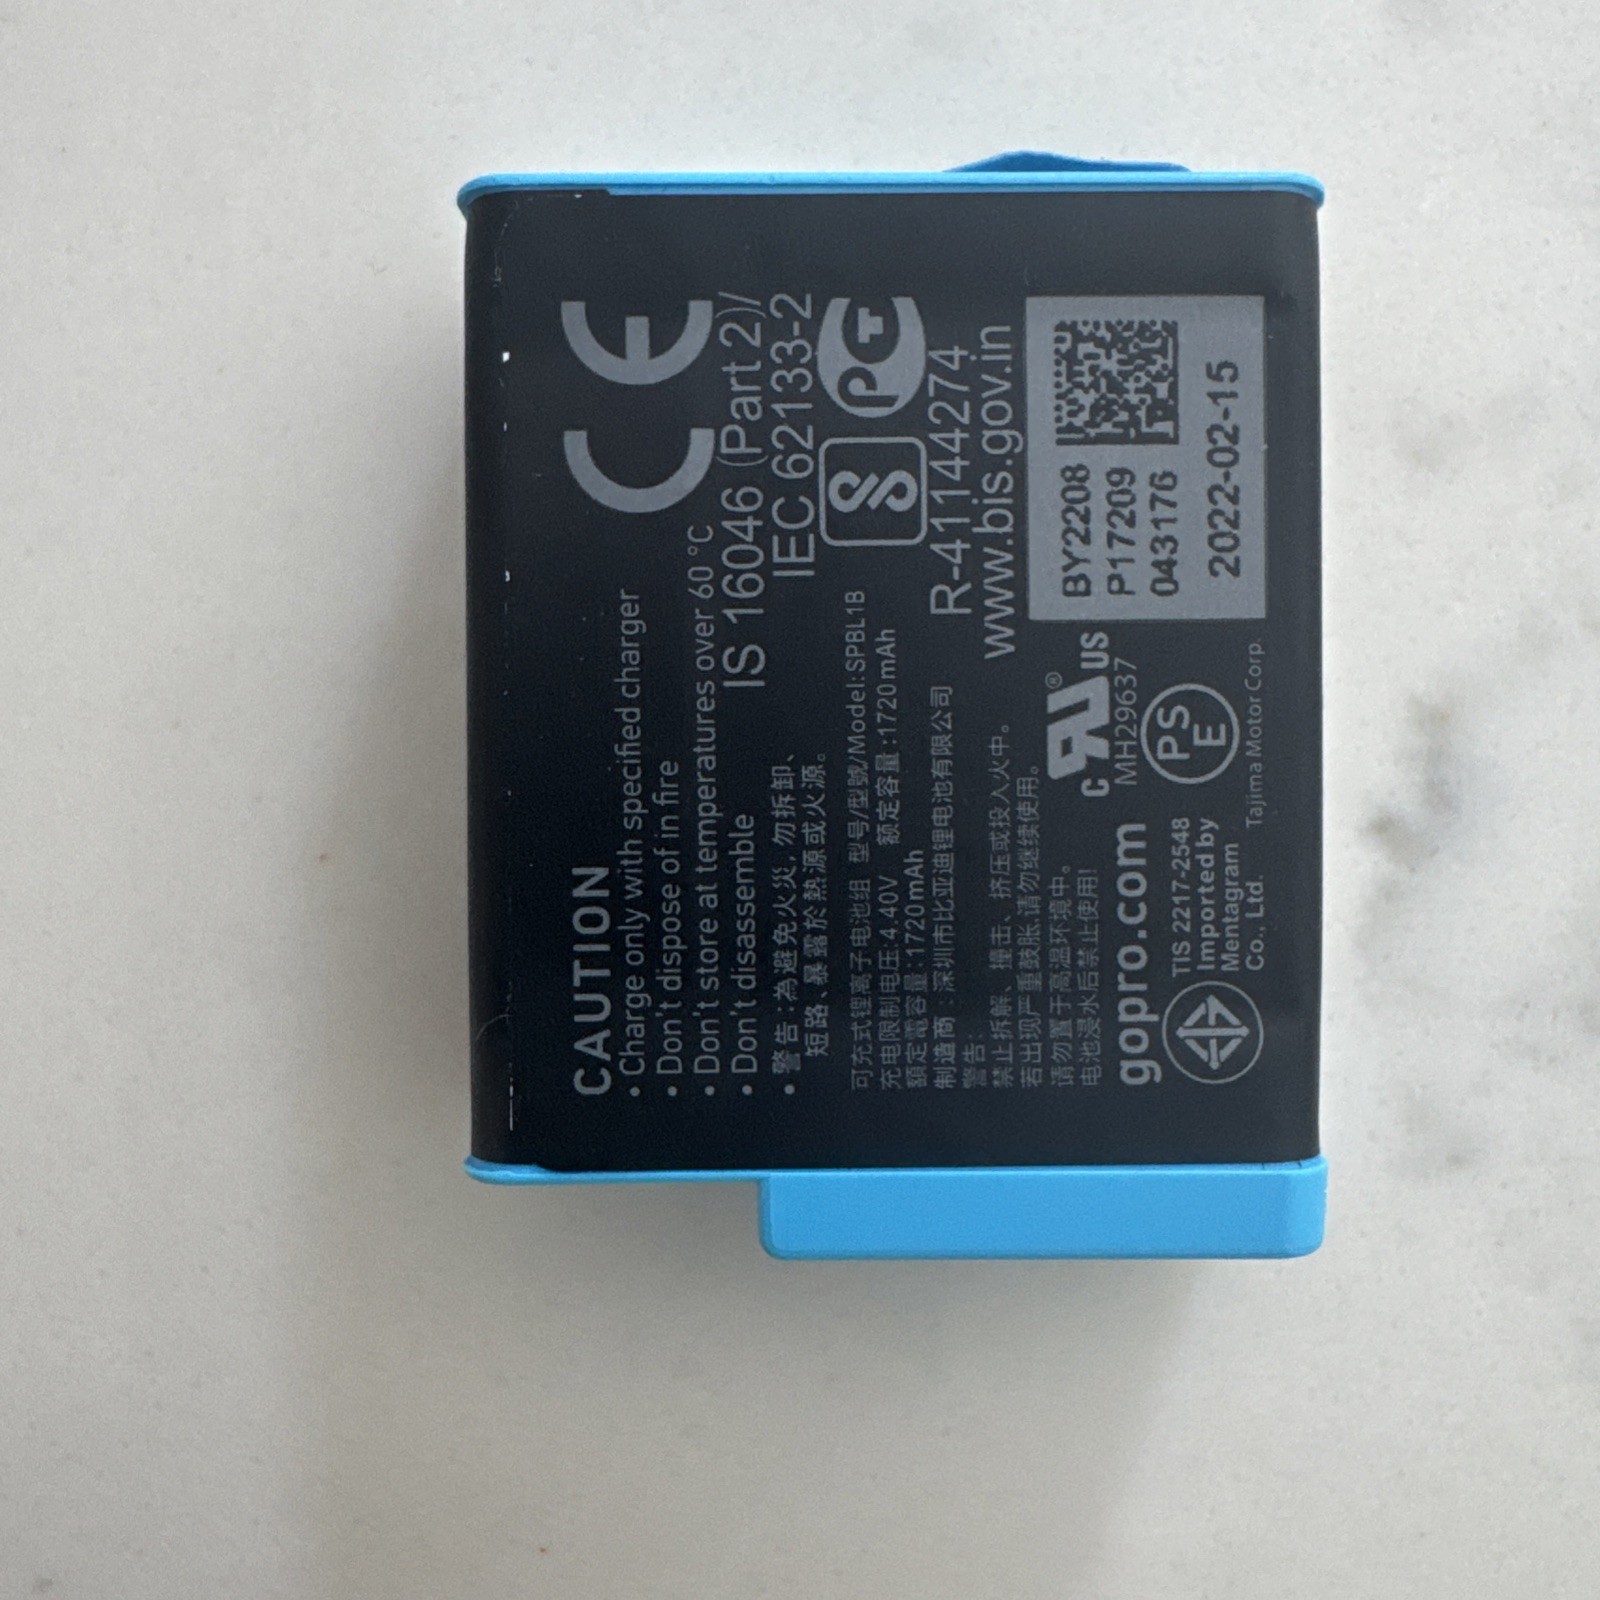 CAUTION
• Charge only with specified charger
• Don't dispose of in fire
• Don't store at temperatures over 60 °C
• Don't disassemble
• 警告:為避免火災,勿拆卸、
短路、暴露於熱源或火源。
CE
IS 16046 (Part 2)/
IEC 62133-2
R-41144274
www.bis.gov.in
可充式锂离子电池组 型号/型號/Model:SPBL1B
充电限制电压:4.40V 额定容量:1720mAh
額定電容量:1720mAh
制造商:深圳市比亚迪锂电池有限公司
警告:
禁止拆解、撞击、挤压或投入火中。
若出现严重鼓胀,请勿继续使用。
请勿置于高温环境中。
电池浸水后禁止使用!
gopro.com
c RU® US
MH29637
TIS 2217-2548
Imported by
Mentagram
Co., Ltd.
PS
E
Tajima Motor Corp.
BY2208
P17209
043176
2022-02-15